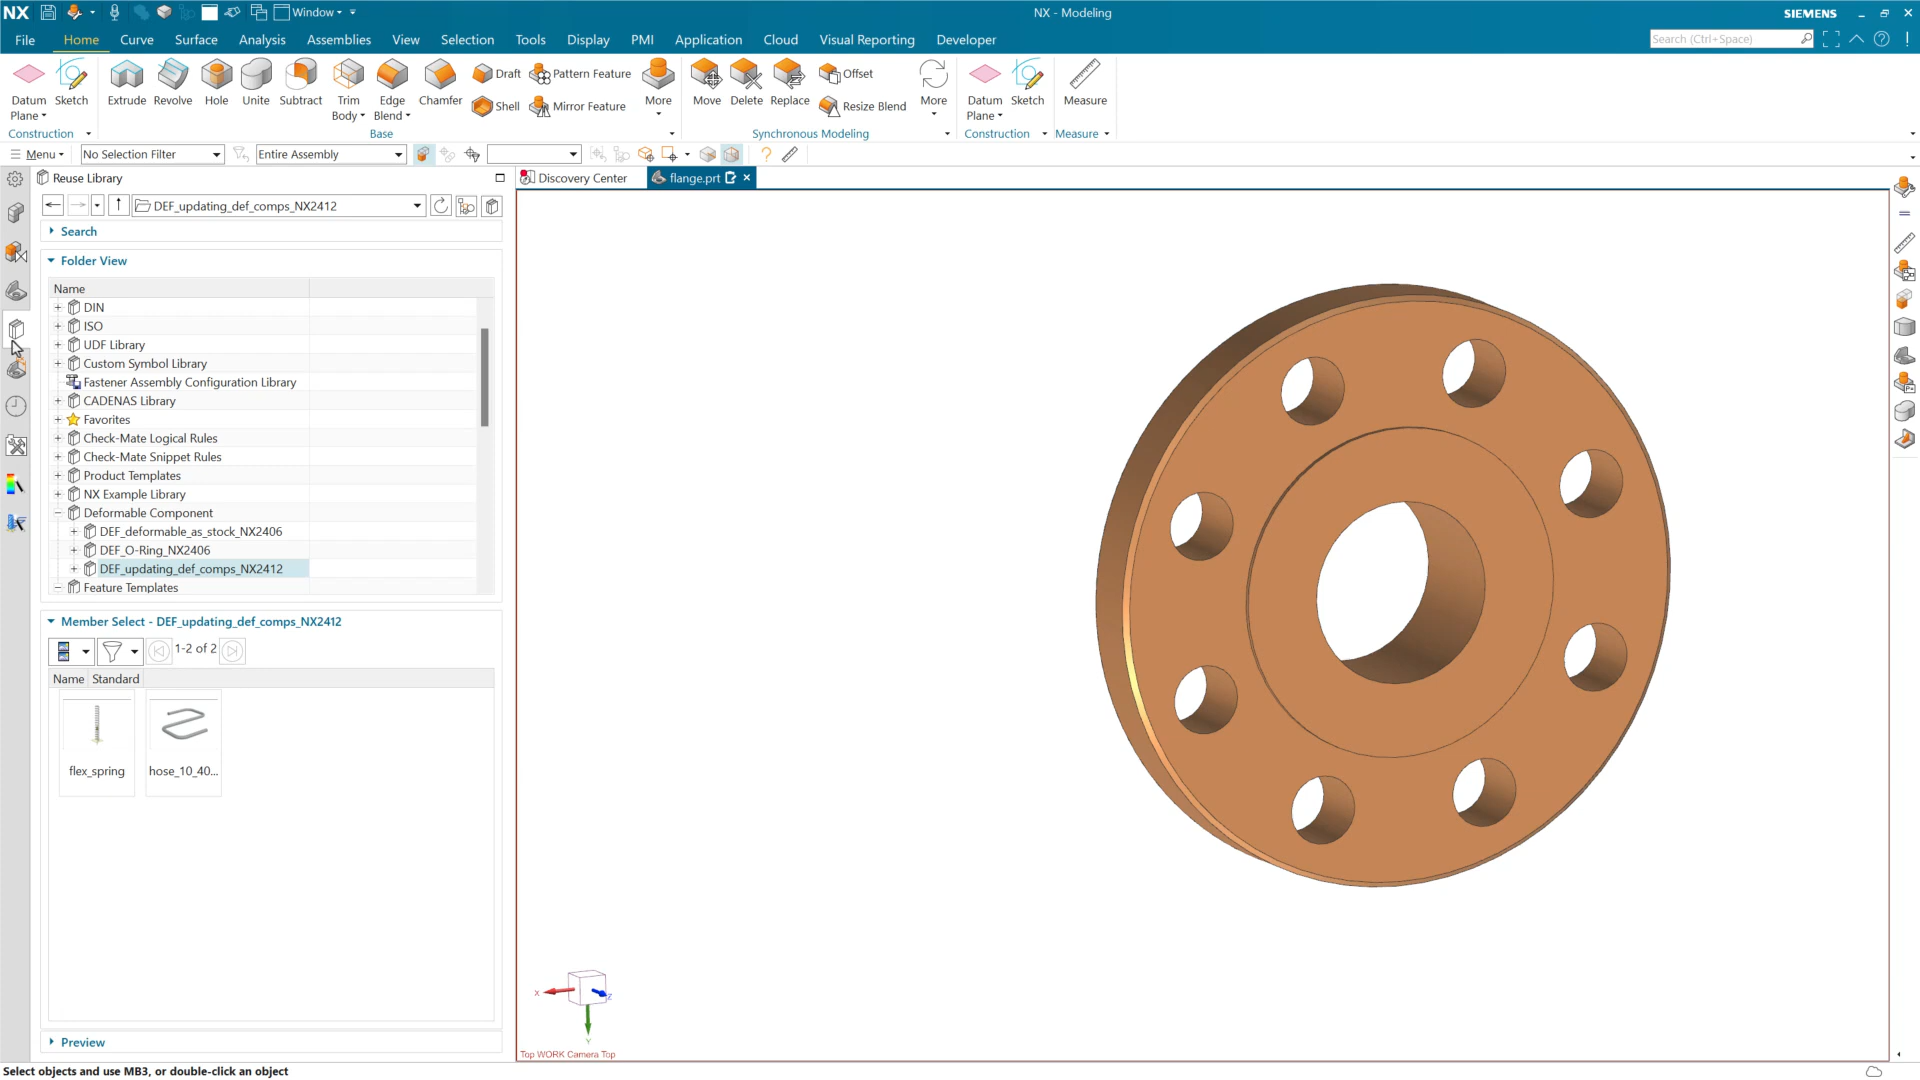 NX Window NX - Modeling SIEMENS
File Home Curve Surface Analysis Assemblies View Selection Tools Display PMI Application Cloud Visual Reporting Developer Search (Ctrl+Space)
Datum Plane Sketch Extrude Revolve Hole Unite Subtract Trim Body Edge Blend Chamfer Draft Shell Pattern Feature Mirror Feature More Move Delete Replace Offset Resize Blend More Datum Plane Sketch Measure
Construction Base Synchronous Modeling Construction Measure
Menu No Selection Filter Entire Assembly
Reuse Library
Discovery Center flange.prt
DEF_updating_def_comps_NX2412
Search
Folder View
Name
DIN
ISO
UDF Library
Custom Symbol Library
Fastener Assembly Configuration Library
CADENAS Library
Favorites
Check-Mate Logical Rules
Check-Mate Snippet Rules
Product Templates
NX Example Library
Deformable Component
DEF_deformable_as_stock_NX2406
DEF_O-Ring_NX2406
DEF_updating_def_comps_NX2412
Feature Templates
Member Select - DEF_updating_def_comps_NX2412
1-2 of 2
Name Standard
flex_spring hose_10_40...
X Z
Y
Top WORK Camera Top
Preview
Select objects and use MB3, or double-click an object